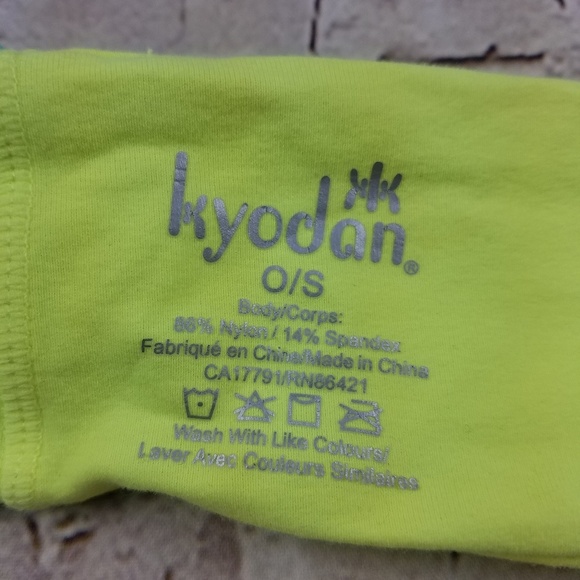 kyodan®
O/S
Body/Corps:
86% Nylon / 14% Spandex
Fabriqué en China/Made in China
CA17791/RN86421
Wash With Like Colours/
Laver Avec Couleurs Similaires